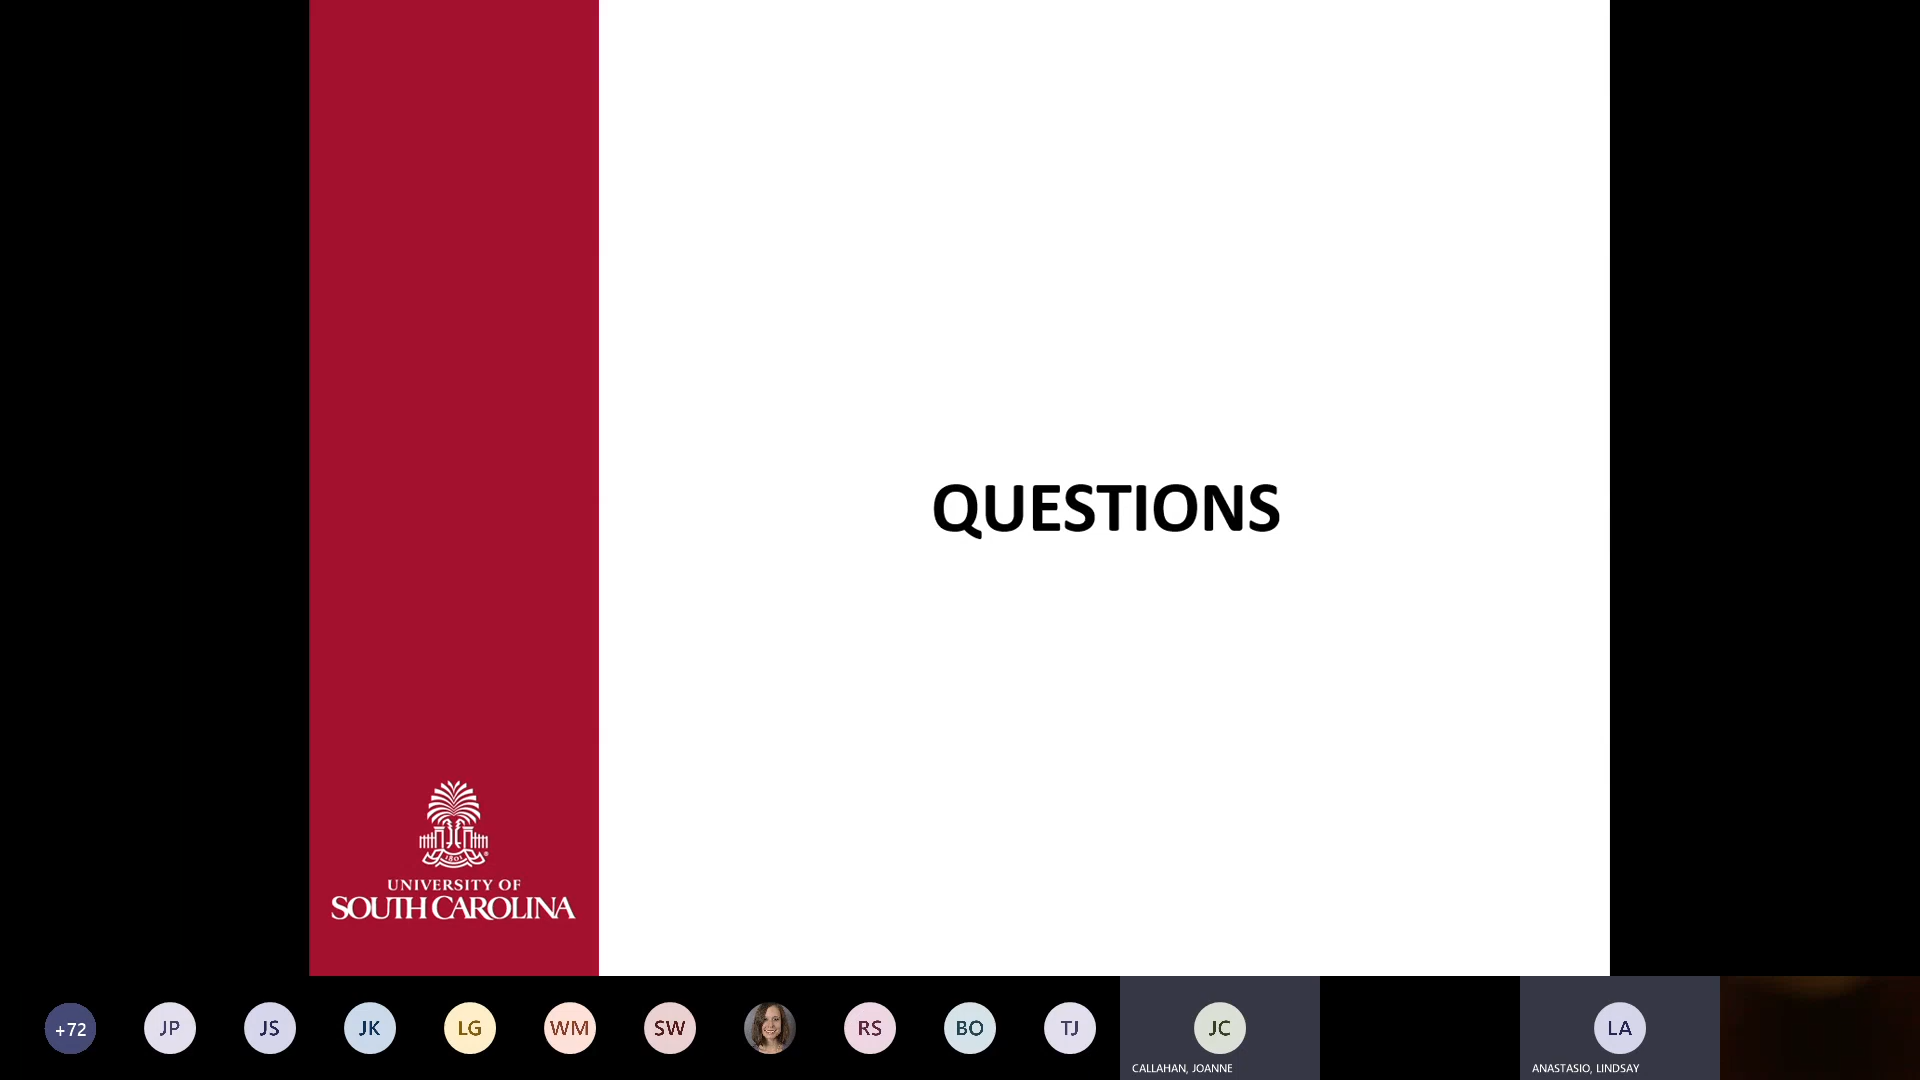 QUESTIONS
1801
UNIVERSITY OF
SOUTH CAROLINA
+72
JP
JS
JK
LG
WM
SW
RS
BO
TJ
JC
LA
CALLAHAN, JOANNE
ANASTASIO, LINDSAY